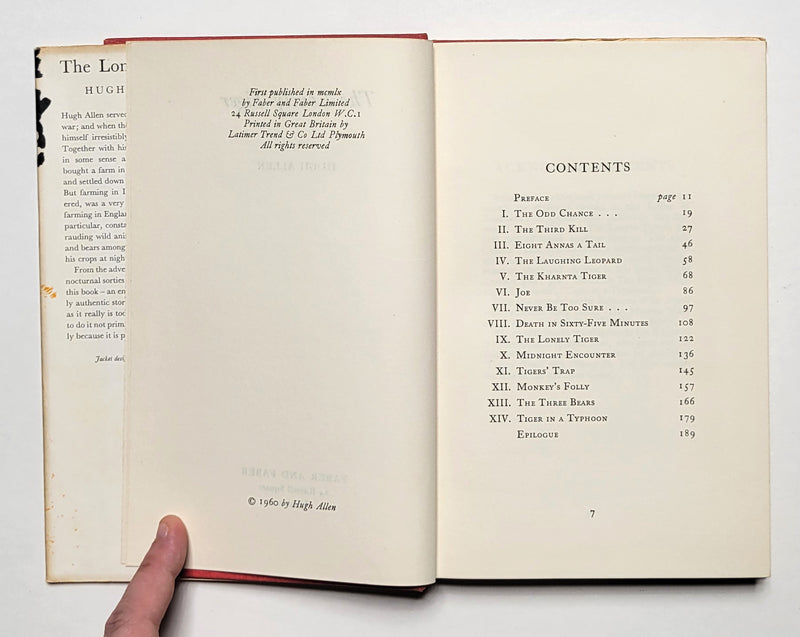 The Lon
HUGH
Hugh Allen served
war; and when th
himself irresistibly
Together with his
in some sense a
bought a farm in
and settled down
But farming in I
ered, was a very
farming in Englan
particular, consta
rauding wild ani
and bears among
his crops at nigh
From the adve
nocturnal sorties
this book – an en
ly authentic stor
as it really is too
to do it not prim
ly because it is p
Jacket desi
First published in mcmlx
by Faber and Faber Limited
24 Russell Square London W.C.1
Printed in Great Britain by
Latimer Trend & Co Ltd Plymouth
All rights reserved
© 1960 by Hugh Allen
CONTENTS
Preface page 11
I. The Odd Chance . . . 19
II. The Third Kill 27
III. Eight Annas a Tail 46
IV. The Laughing Leopard 58
V. The Kharnta Tiger 68
VI. Joe 86
VII. Never Be Too Sure . . . 97
VIII. Death in Sixty-Five Minutes 108
IX. The Lonely Tiger 122
X. Midnight Encounter 136
XI. Tigers' Trap 145
XII. Monkey's Folly 157
XIII. The Three Bears 166
XIV. Tiger in a Typhoon 179
Epilogue 189
7